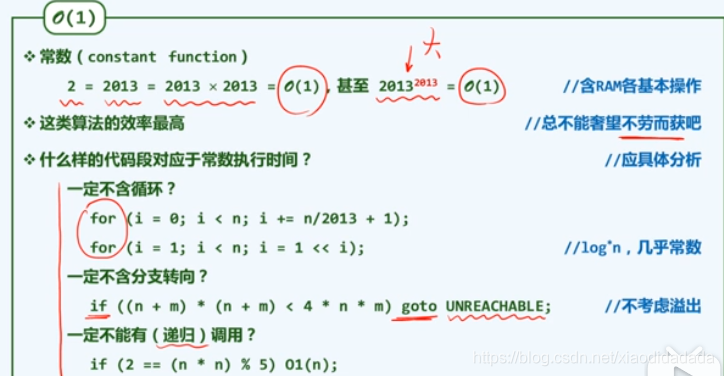 O(1)
❖ 常数（constant function）
大
2 = 2013 = 2013 × 2013 = O(1)，甚至 2013^2013 = O(1) //含RAM各基本操作
❖ 这类算法的效率最高 //总不能奢望不劳而获吧
❖ 什么样的代码段对应于常数执行时间？ //应具体分析
一定不含循环？
for (i = 0; i < n; i += n/2013 + 1);
for (i = 1; i < n; i = 1 << i); //log*n，几乎常数
一定不含分支转向？
if ((n + m) * (n + m) < 4 * n * m) goto UNREACHABLE; //不考虑溢出
一定不能有（递归）调用？
if (2 == (n * n) % 5) O1(n);
https://blog.csdn.net/xiaodidadada